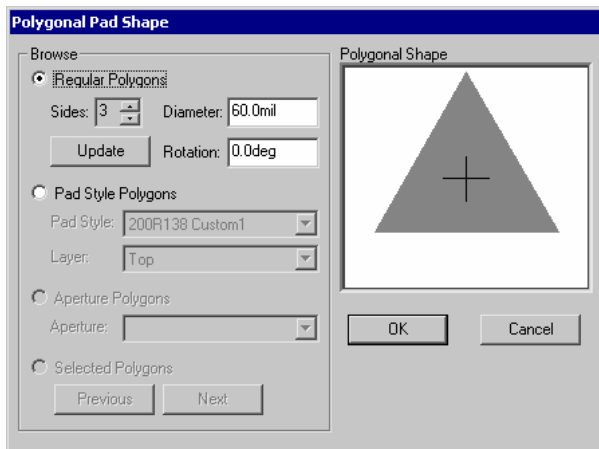 Polygonal Pad Shape
Browse
Regular Polygons
Sides: 3 Diameter: 60.0mil
Update Rotation: 0.0deg
Pad Style Polygons
Pad Style: 200R138 Custom1
Layer: Top
Aperture Polygons
Aperture:
Selected Polygons
Previous Next
Polygonal Shape
OK Cancel